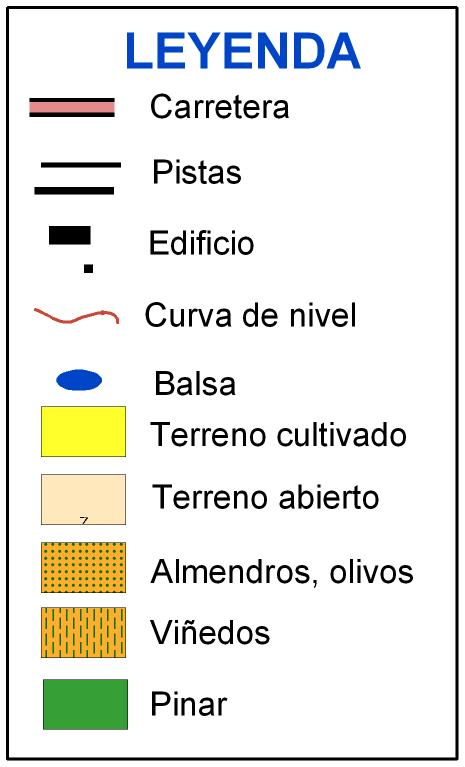 LEYENDA
Carretera
Pistas
Edificio
Curva de nivel
Balsa
Terreno cultivado
Terreno abierto
Almendros, olivos
Viñedos
Pinar